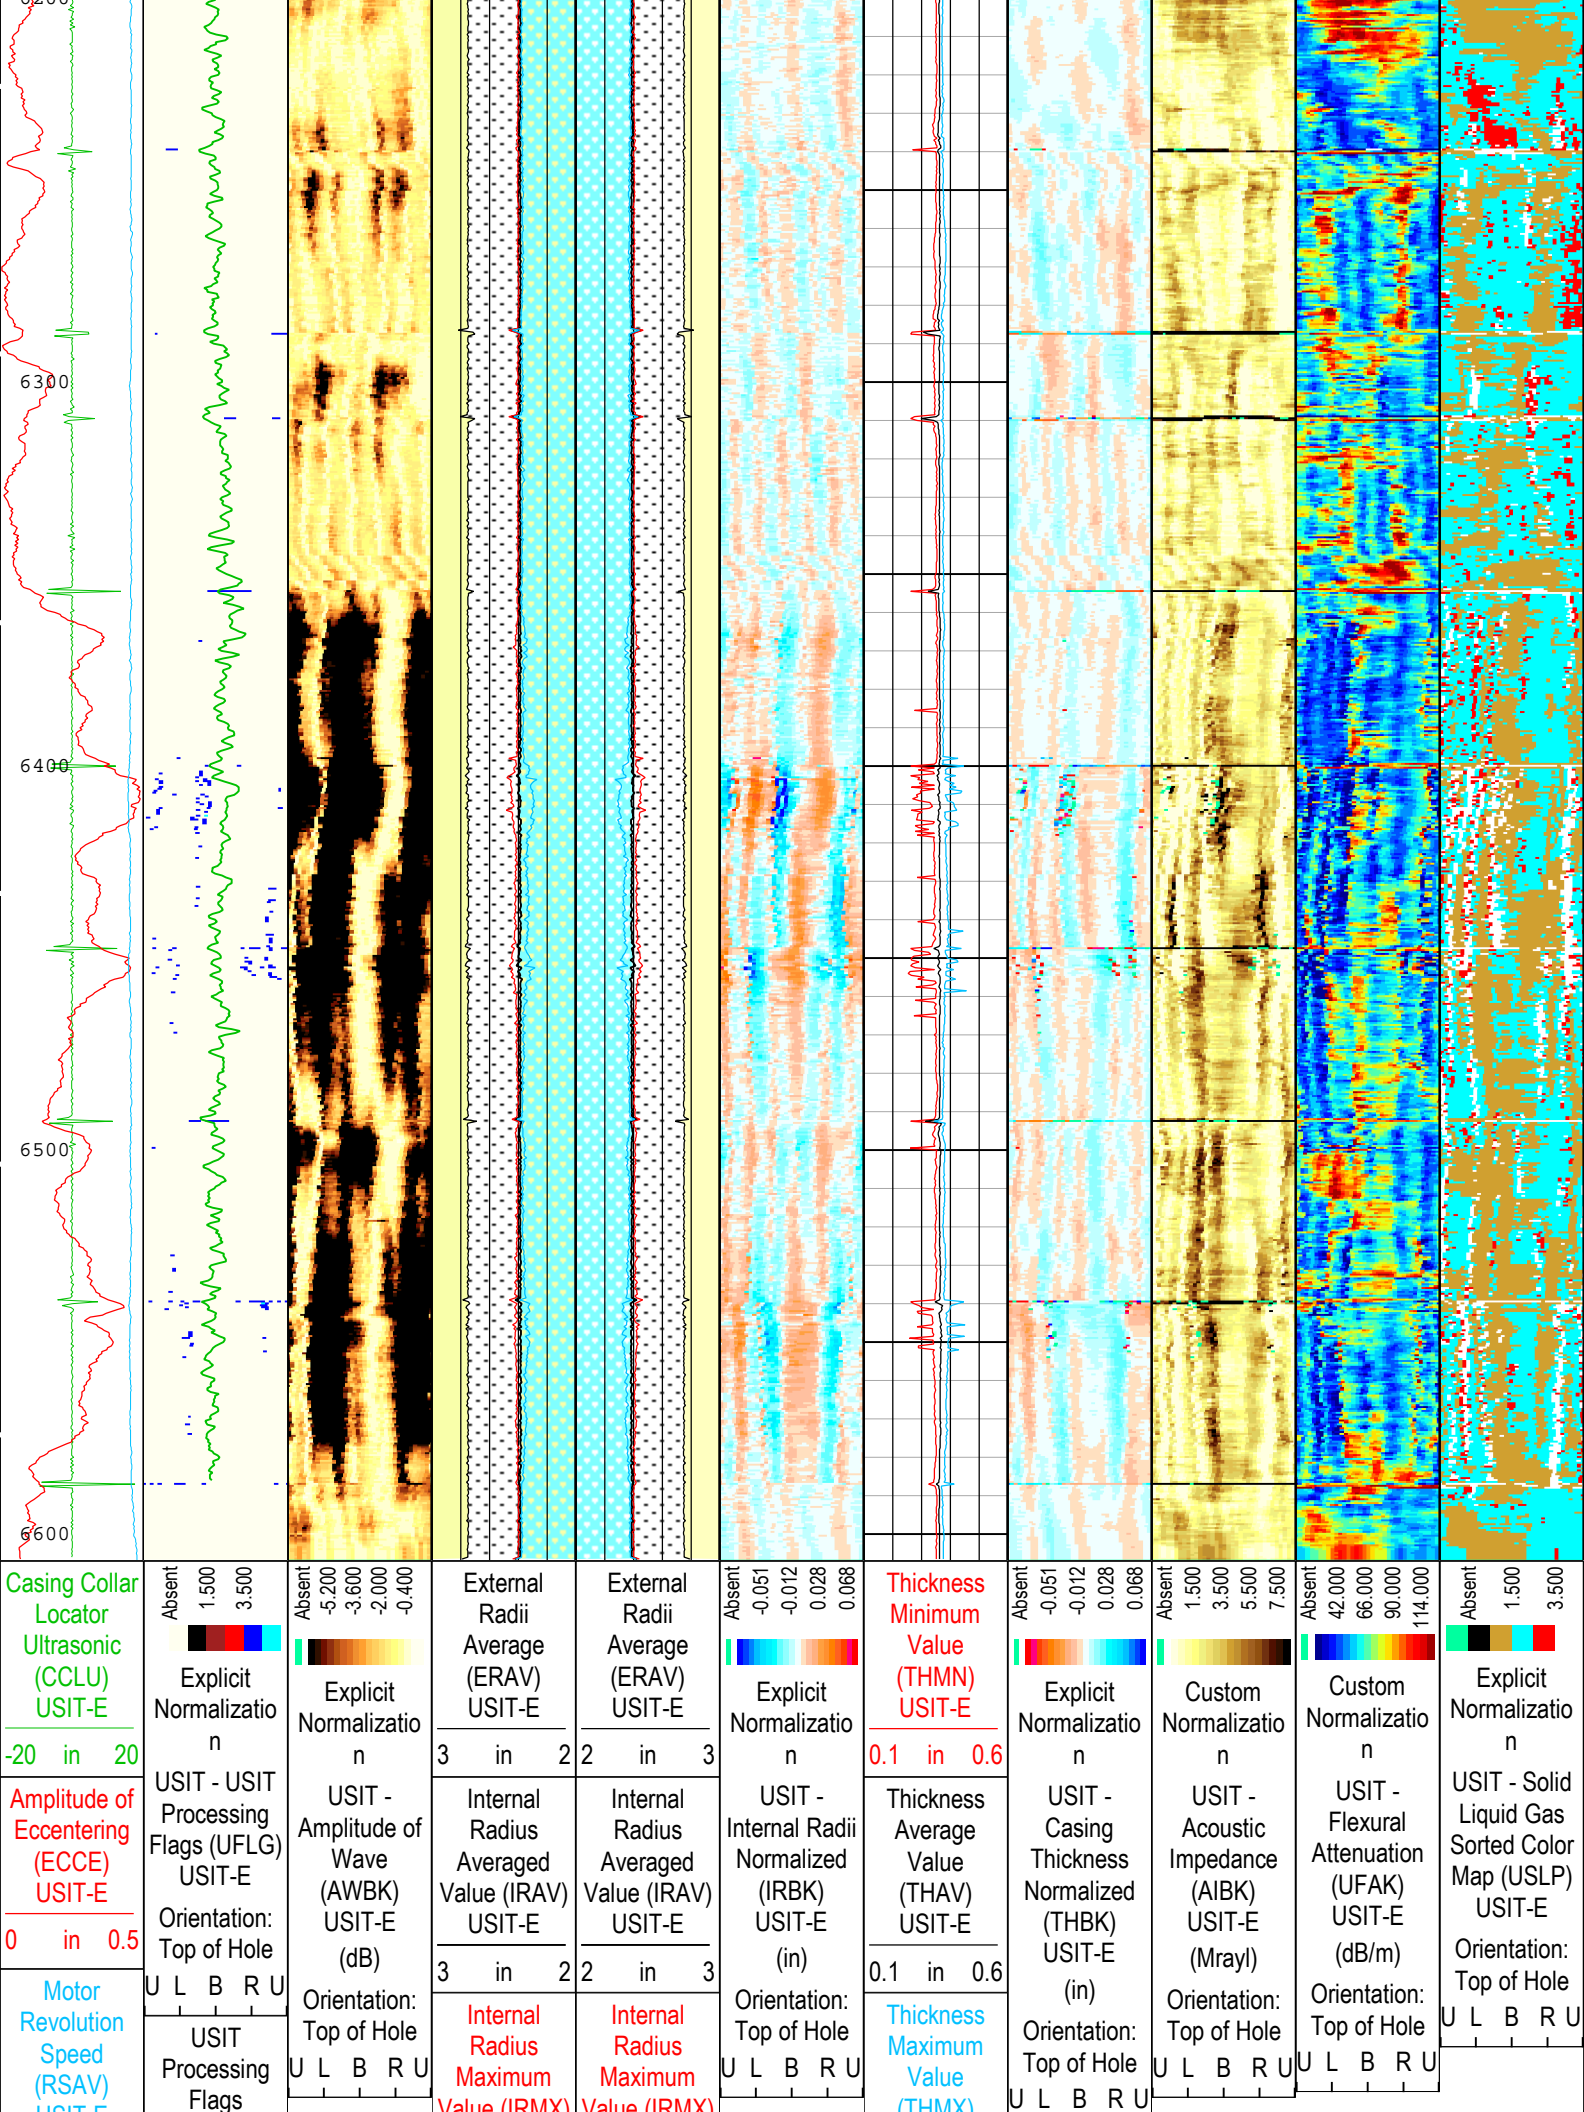 6300
6400
6500
6600
Casing Collar
Locator
Ultrasonic
(CCLU)
USIT-E
-20 in 20
Amplitude of
Eccentering
(ECCE)
USIT-E
0 in 0.5
Motor
Revolution
Speed
(RSAV)
Absent
1.500
3.500
Explicit
Normalizatio
n
USIT - USIT
Processing
Flags (UFLG)
USIT-E
Orientation:
Top of Hole
U L B R U
USIT
Processing
Flags
Absent
-5.200
-3.600
-2.000
-0.400
Explicit
Normalizatio
n
USIT -
Amplitude of
Wave
(AWBK)
USIT-E
(dB)
Orientation:
Top of Hole
U L B R U
External
Radii
Average
(ERAV)
USIT-E
3 in 2
Internal
Radius
Averaged
Value (IRAV)
USIT-E
3 in 2
Internal
Radius
Maximum
Value (IRMX)
External
Radii
Average
(ERAV)
USIT-E
2 in 3
Internal
Radius
Averaged
Value (IRAV)
USIT-E
2 in 3
Internal
Radius
Maximum
Value (IRMX)
Absent
-0.051
-0.012
0.028
0.068
Explicit
Normalizatio
n
USIT -
Internal Radii
Normalized
(IRBK)
USIT-E
(in)
Orientation:
Top of Hole
U L B R U
Thickness
Minimum
Value
(THMN)
USIT-E
0.1 in 0.6
Thickness
Average
Value
(THAV)
USIT-E
0.1 in 0.6
Thickness
Maximum
Value
(THMX)
Absent
-0.051
-0.012
0.028
0.068
Explicit
Normalizatio
n
USIT -
Casing
Thickness
Normalized
(THBK)
USIT-E
(in)
Orientation:
Top of Hole
U L B R U
Absent
1.500
3.500
5.500
7.500
Custom
Normalizatio
n
USIT -
Acoustic
Impedance
(AIBK)
USIT-E
(Mrayl)
Orientation:
Top of Hole
U L B R U
Absent
42.000
66.000
90.000
114.000
Custom
Normalizatio
n
USIT -
Flexural
Attenuation
(UFAK)
USIT-E
(dB/m)
Orientation:
Top of Hole
U L B R U
Absent
1.500
3.500
Explicit
Normalizatio
n
USIT - Solid
Liquid Gas
Sorted Color
Map (USLP)
USIT-E
Orientation:
Top of Hole
U L B R U